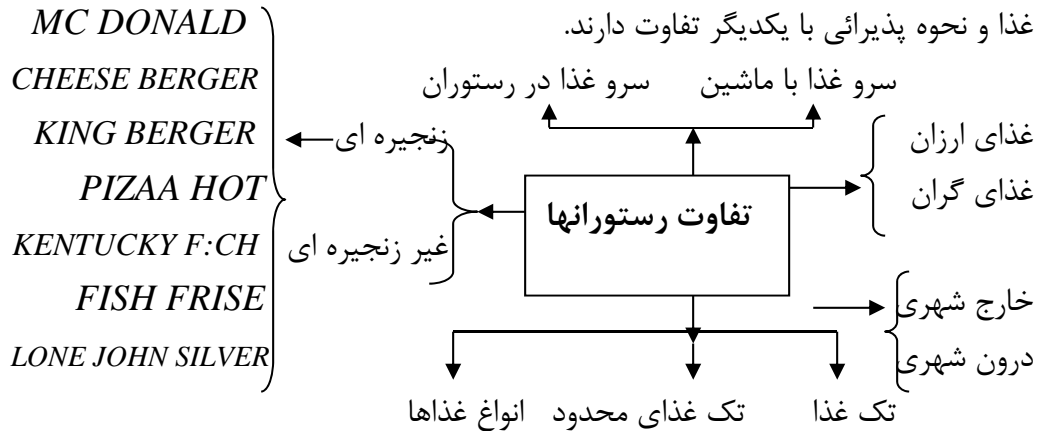 غذا و نحوه پذیرائی با یکدیگر تفاوت دارند.
سرو غذا با ماشین
سرو غذا در رستوران
غذای ارزان
غذای گران
تفاوت رستورانها
زنجیره ای
غیر زنجیره ای
MC DONALD
CHEESE BERGER
KING BERGER
PIZAA HOT
KENTUCKY F:CH
FISH FRISE
LONE JOHN SILVER
خارج شهری
درون شهری
تک غذا
تک غذای محدود
انواغ غذاها